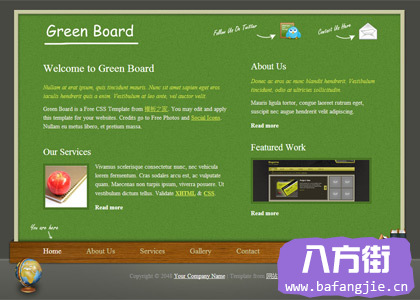 Green Board
Follow Us On Twitter
Contact Us Here
Welcome to Green Board
Nullam at erat ipsum, quis tincidunt risus. Nunc sit amet sapien eget eros
iaculis hendrerit quis a enim. Vestibulum at leo ante, vel auctor velit.
Green Board is a Free CSS Template from 模板之家. You may edit and apply
this template for your websites. Credits go to Free Photos and Social Icons.
Nullam eu metus libero, et pretium massa.
About Us
Donec ac eros ac nunc blandit hendrerit. Vestibulum
tincidunt, odio at ultricies sollicitudin.
Mauris ligula tortor, congue laoreet rutrum eget,
suscipit nec augue hendrerit velit adipiscing.
Read more
Our Services
Vivamus scelerisque consectetur nunc, nec vehicula
lorem fermentum. Cras sodales arcu est, ac vulputate
quam. Maecenas non turpis ipsum, viverra posuere. Ut
vestibulum dictum tellus. Validate XHTML & CSS.
Read more
Featured Work
Read more
You are here
Home
About Us
Services
Gallery
Contact
Copyright © 2048 Your Company Name | Template from 网站
八方街
www.bafangjie.cn